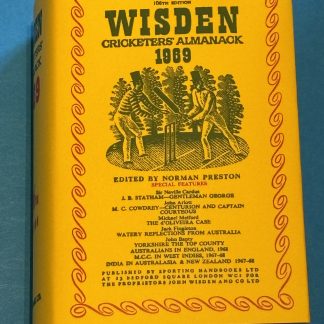 106TH EDITION
WISDEN
CRICKETERS' ALMANACK
1969
EDITED BY NORMAN PRESTON
SPECIAL FEATURES
Sir Neville Cardus
J. B. STATHAM—GENTLEMAN GEORGE
John Arlott
M. C. COWDREY—CENTURION AND CAPTAIN
COURTEOUS
Michael Melford
THE D'OLIVEIRA CASE
Jack Fingleton
WATERY REFLECTIONS FROM AUSTRALIA
John Bapty
YORKSHIRE THE TOP COUNTY
AUSTRALIANS IN ENGLAND, 1968
M.C.C. IN WEST INDIES, 1967-68
INDIA IN AUSTRALASIA & NEW ZEALAND 1967-68
PUBLISHED BY SPORTING HANDBOOKS LTD
AT 13 BEDFORD SQUARE LONDON WC1 FOR
THE PROPRIETORS JOHN WISDEN AND CO LTD